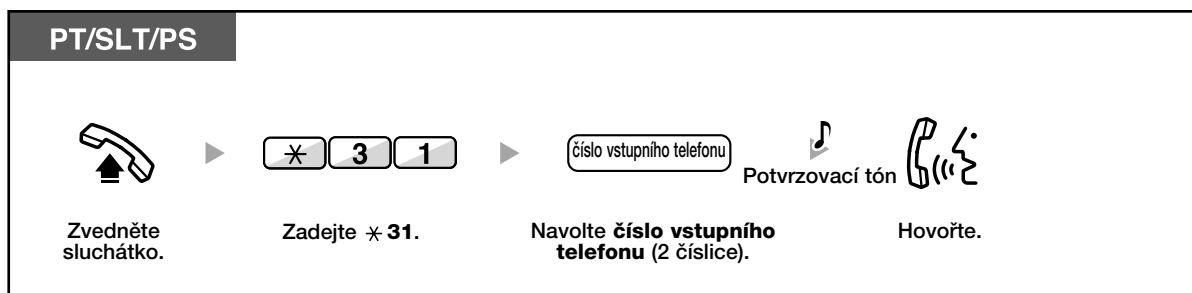 PT/SLT/PS
* 3 1
číslo vstupního telefonu
Potvrzovací tón
Zvedněte
sluchátko.
Zadejte * 31.
Navolte číslo vstupního
telefonu (2 číslice).
Hovořte.